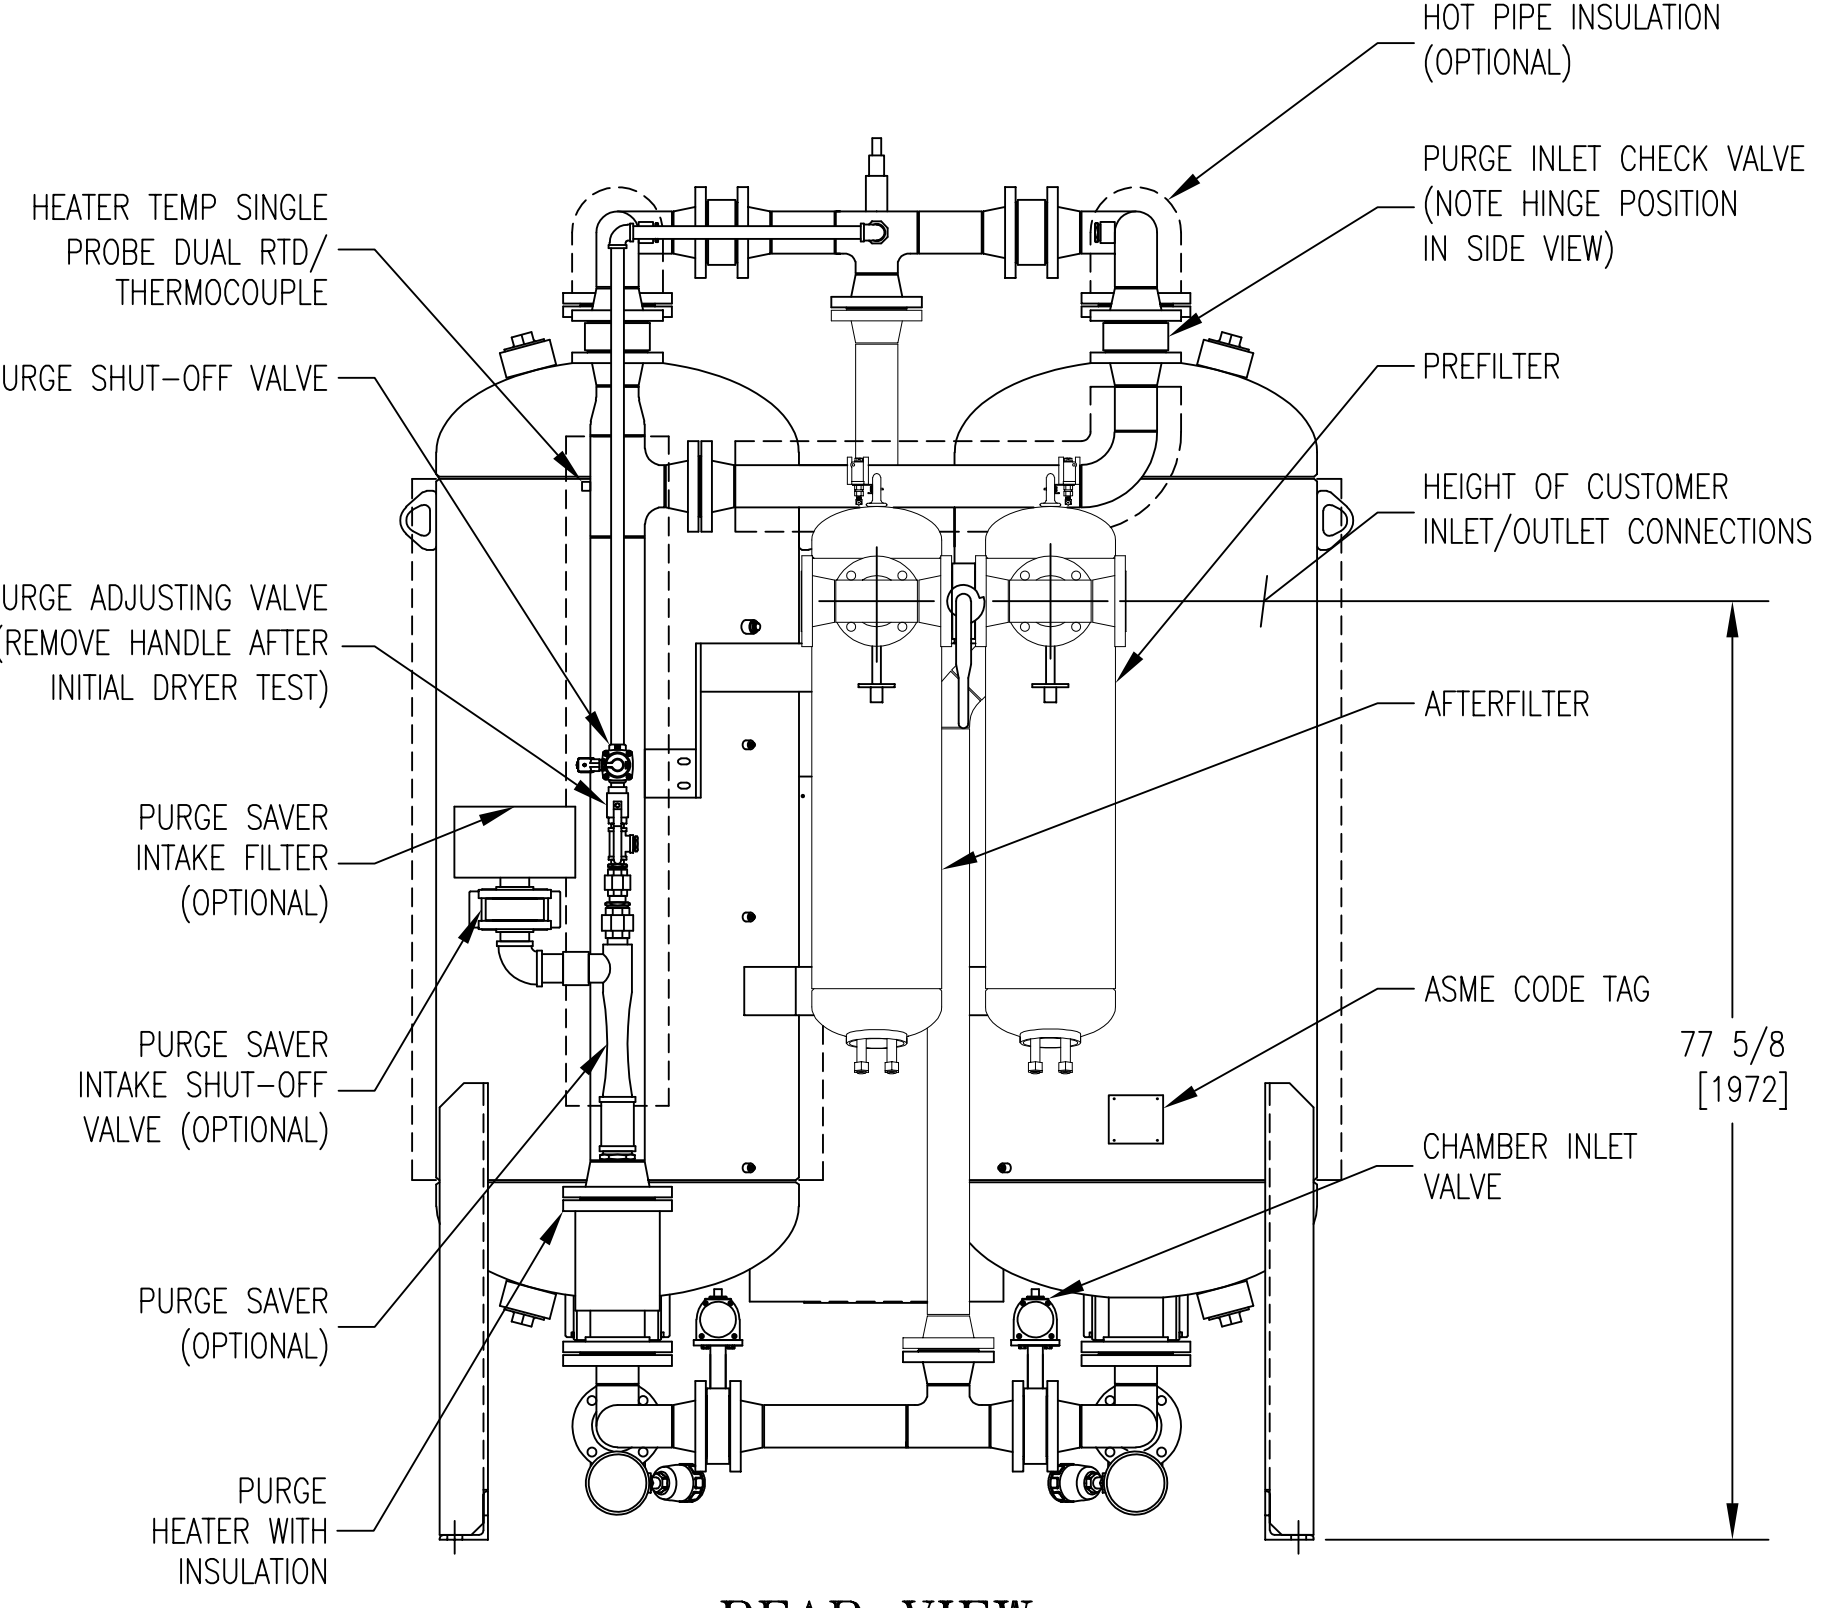 HOT PIPE INSULATION
(OPTIONAL)
PURGE INLET CHECK VALVE
(NOTE HINGE POSITION
IN SIDE VIEW)
HEATER TEMP SINGLE
PROBE DUAL RTD/
THERMOCOUPLE
URGE SHUT-OFF VALVE
PREFILTER
HEIGHT OF CUSTOMER
INLET/OUTLET CONNECTIONS
URGE ADJUSTING VALVE
(REMOVE HANDLE AFTER
INITIAL DRYER TEST)
AFTERFILTER
PURGE SAVER
INTAKE FILTER
(OPTIONAL)
ASME CODE TAG
77 5/8
[1972]
PURGE SAVER
INTAKE SHUT-OFF
VALVE (OPTIONAL)
CHAMBER INLET
VALVE
PURGE SAVER
(OPTIONAL)
PURGE
HEATER WITH
INSULATION
REAR VIEW